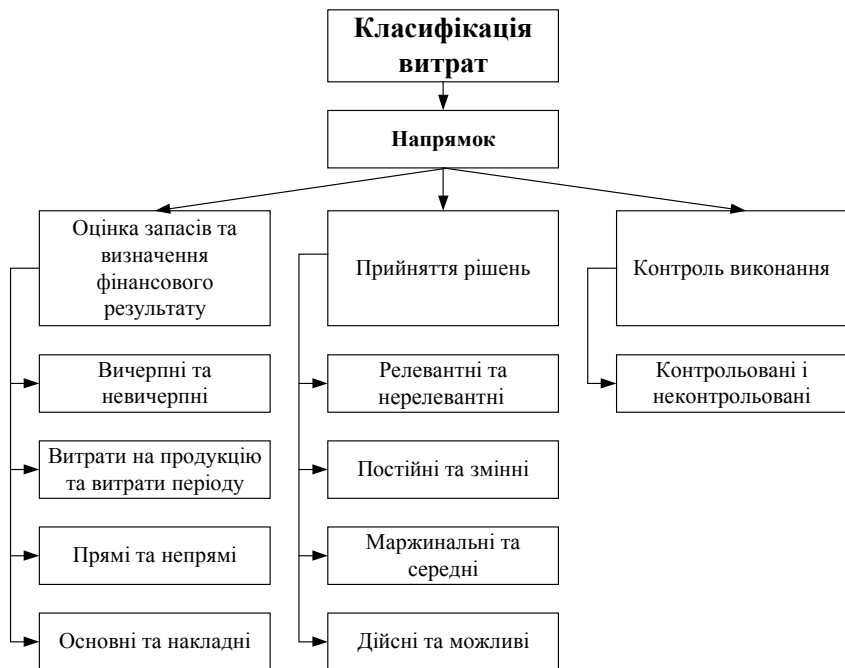 Класифікація
витрат
Напрямок
Оцінка запасів та
визначення
фінансового
результату
Прийняття рішень
Контроль виконання
Вичерпні та
невичерпні
Релевантні та
нерелевантні
Контрольовані і
неконтрольовані
Витрати на продукцію
та витрати періоду
Постійні та змінні
Прямі та непрямі
Маржинальні та
середні
Основні та накладні
Дійсні та можливі